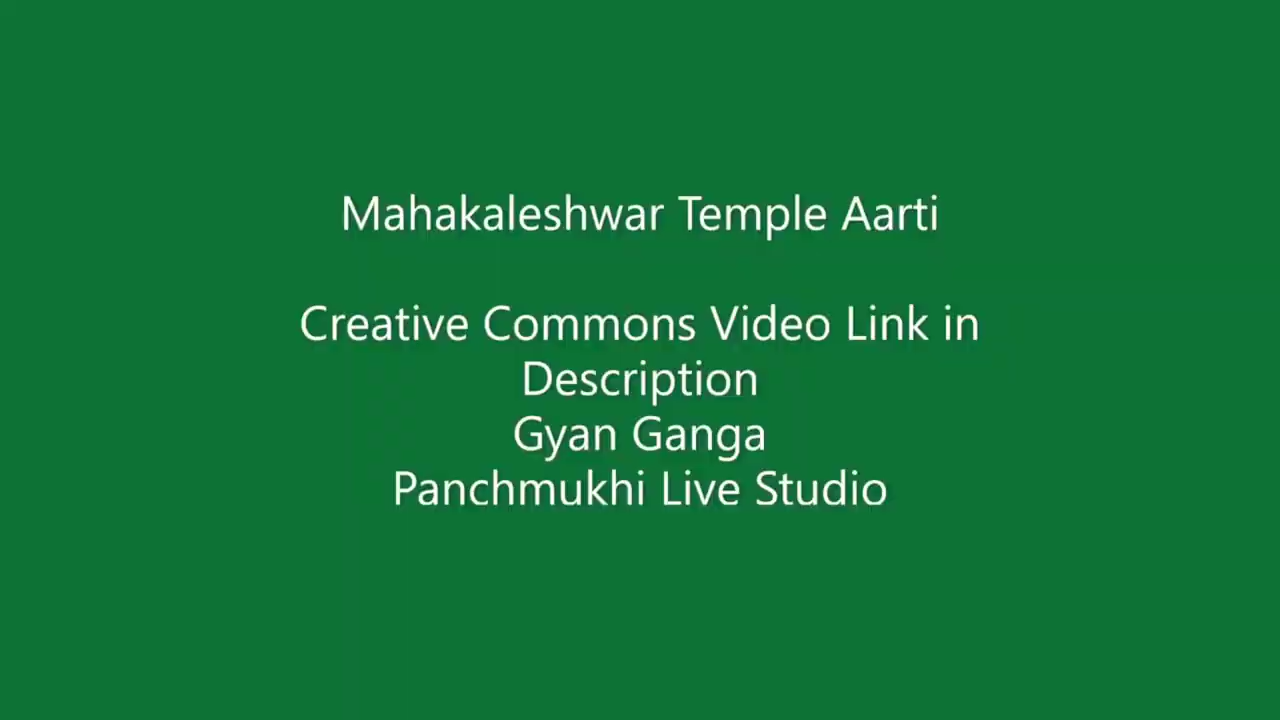 Mahakaleshwar Temple Aarti
Creative Commons Video Link in
Description
Gyan Ganga
Panchmukhi Live Studio